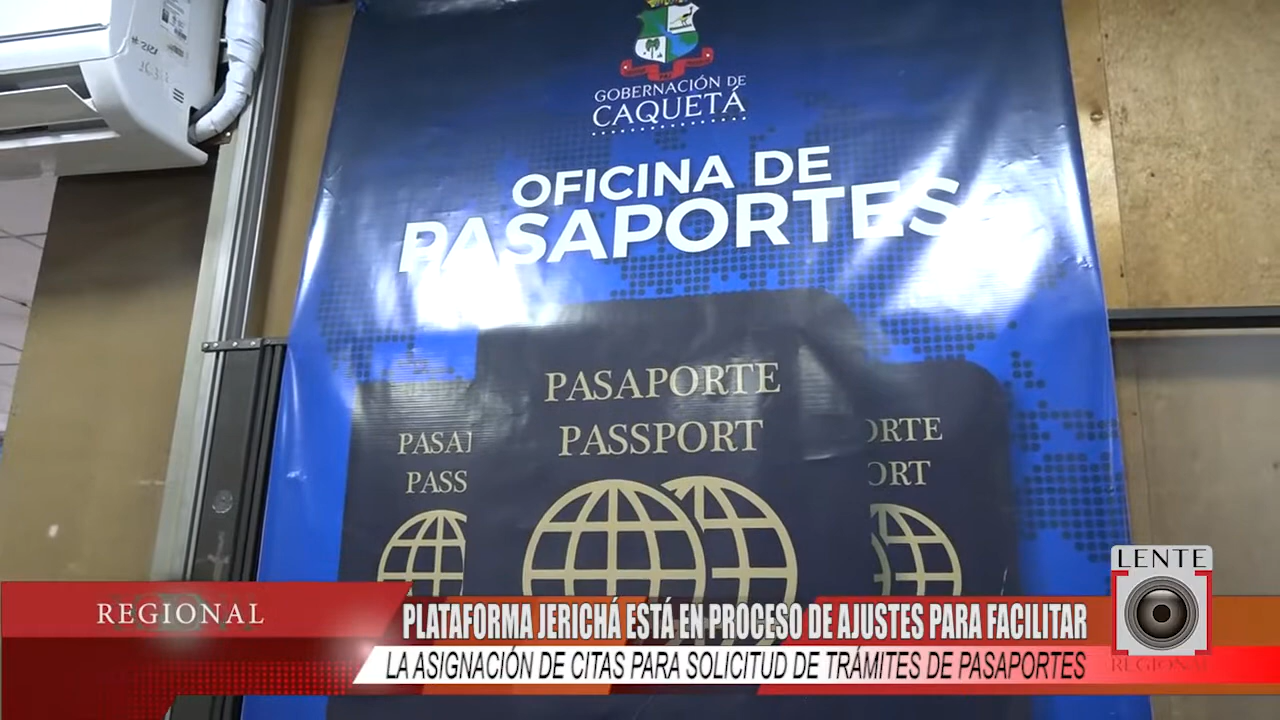 GOBERNACIÓN DE
CAQUETÁ
OFICINA DE
PASAPORTES
PASAPORTE
PASSPORT
PASA
PASS
ORTE
ORT
REGIONAL
PLATAFORMA JERICHÁ ESTÁ EN PROCESO DE AJUSTES PARA FACILITAR
LA ASIGNACIÓN DE CITAS PARA SOLICITUD DE TRÁMITES DE PASAPORTES
LENTE
REGIONAL